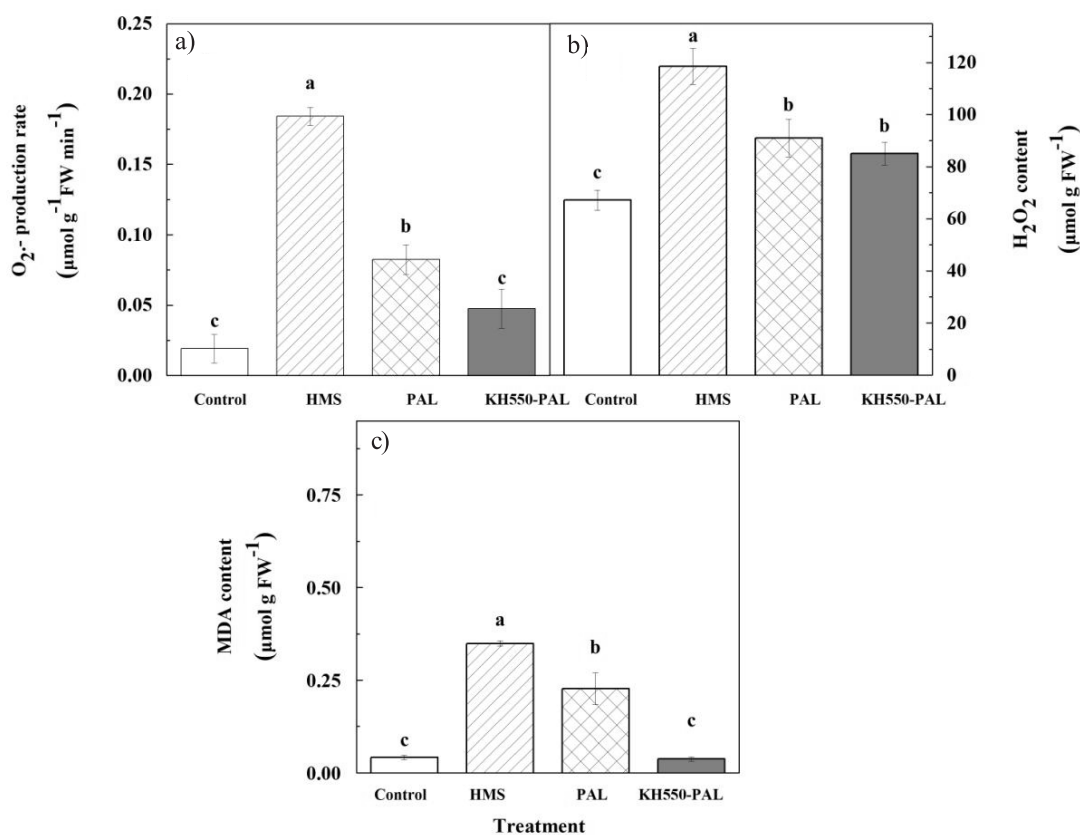 a)
O₂·- production rate
(μmol g⁻¹FW min⁻¹)
0.25
0.20
0.15
0.10
0.05
0.00
c
a
b
c
Control HMS PAL KH550-PAL
b)
c
a
b
b
Control HMS PAL KH550-PAL
120
100
80
60
40
20
0
H₂O₂ content
(μmol g FW⁻¹)
c)
MDA content
(μmol g FW⁻¹)
0.75
0.50
0.25
0.00
c
a
b
c
Control HMS PAL KH550-PAL
Treatment